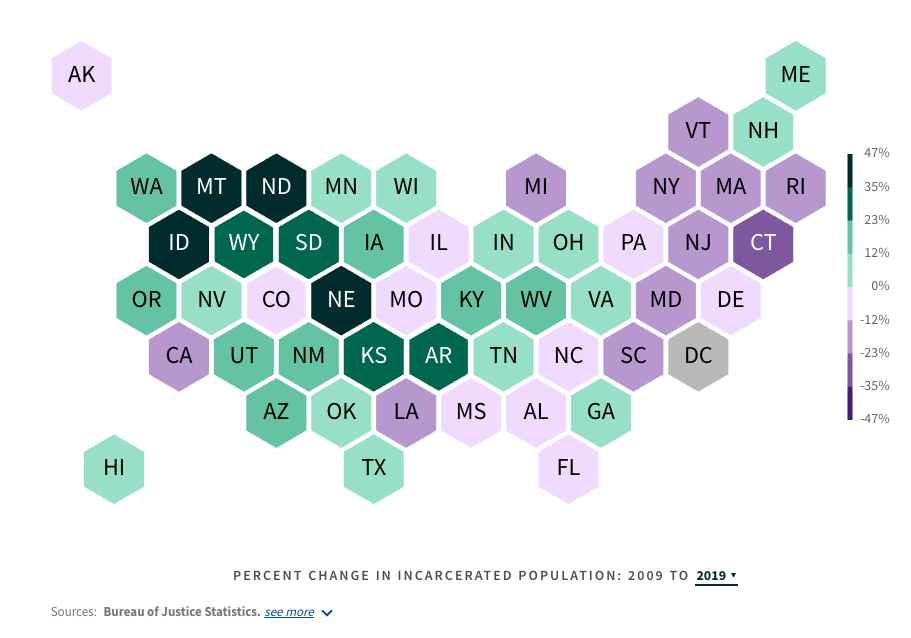 AK ME
VT NH
WA MT ND MN WI MI NY MA RI
ID WY SD IA IL IN OH PA NJ CT
OR NV CO NE MO KY WV VA MD DE
CA UT NM KS AR TN NC SC DC
AZ OK LA MS AL GA
HI TX FL
47%
35%
23%
12%
0%
-12%
-23%
-35%
-47%
PERCENT CHANGE IN INCARCERATED POPULATION: 2009 TO 2019
Sources: Bureau of Justice Statistics. see more